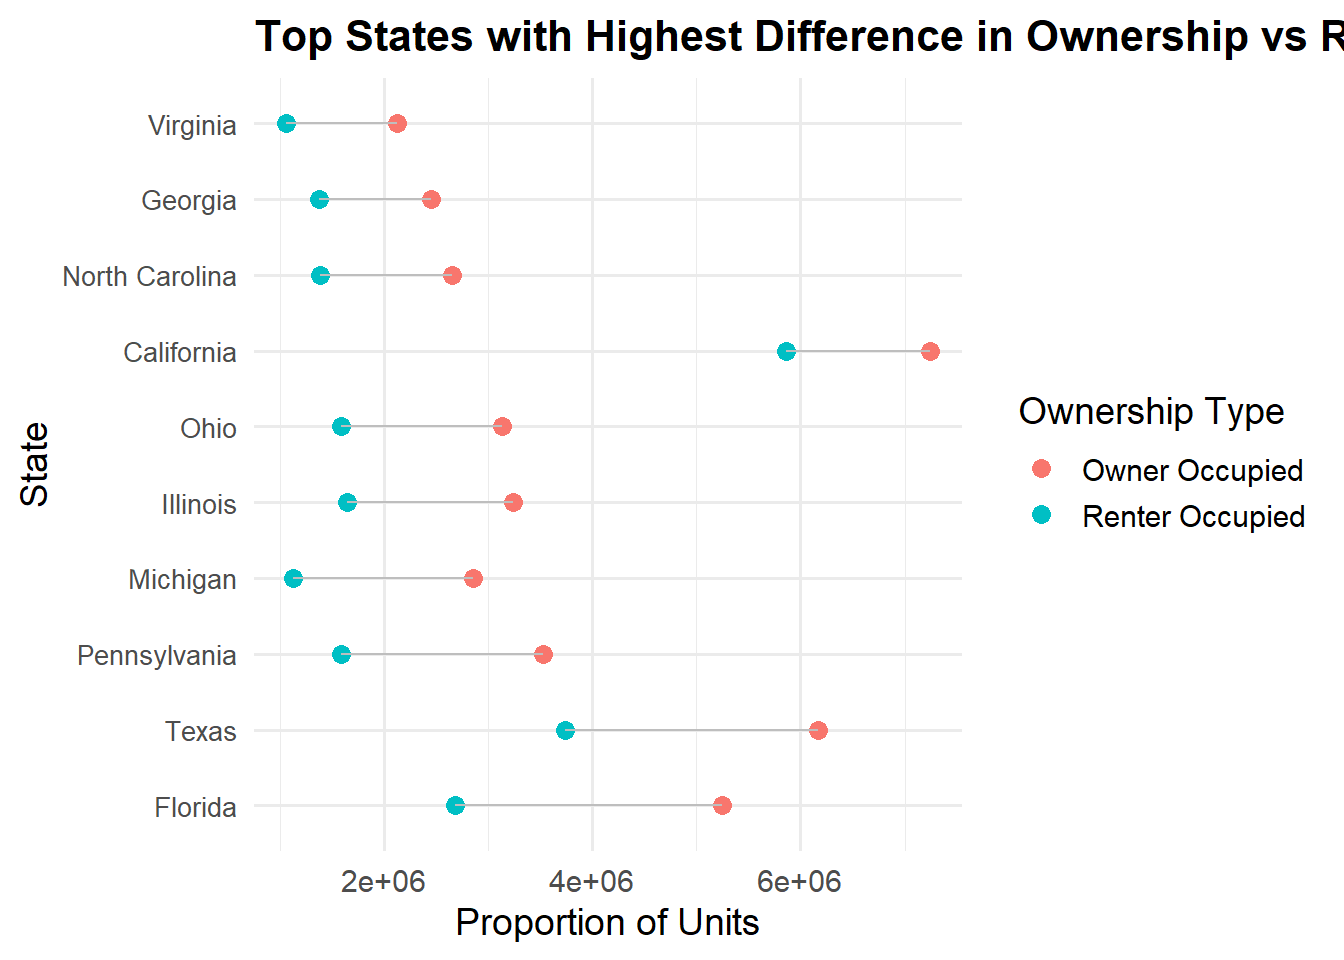 Top States with Highest Difference in Ownership vs R
Virginia
Georgia
North Carolina
California
Ohio
Illinois
Michigan
Pennsylvania
Texas
Florida
State
2e+06 4e+06 6e+06
Proportion of Units
Ownership Type
Owner Occupied
Renter Occupied